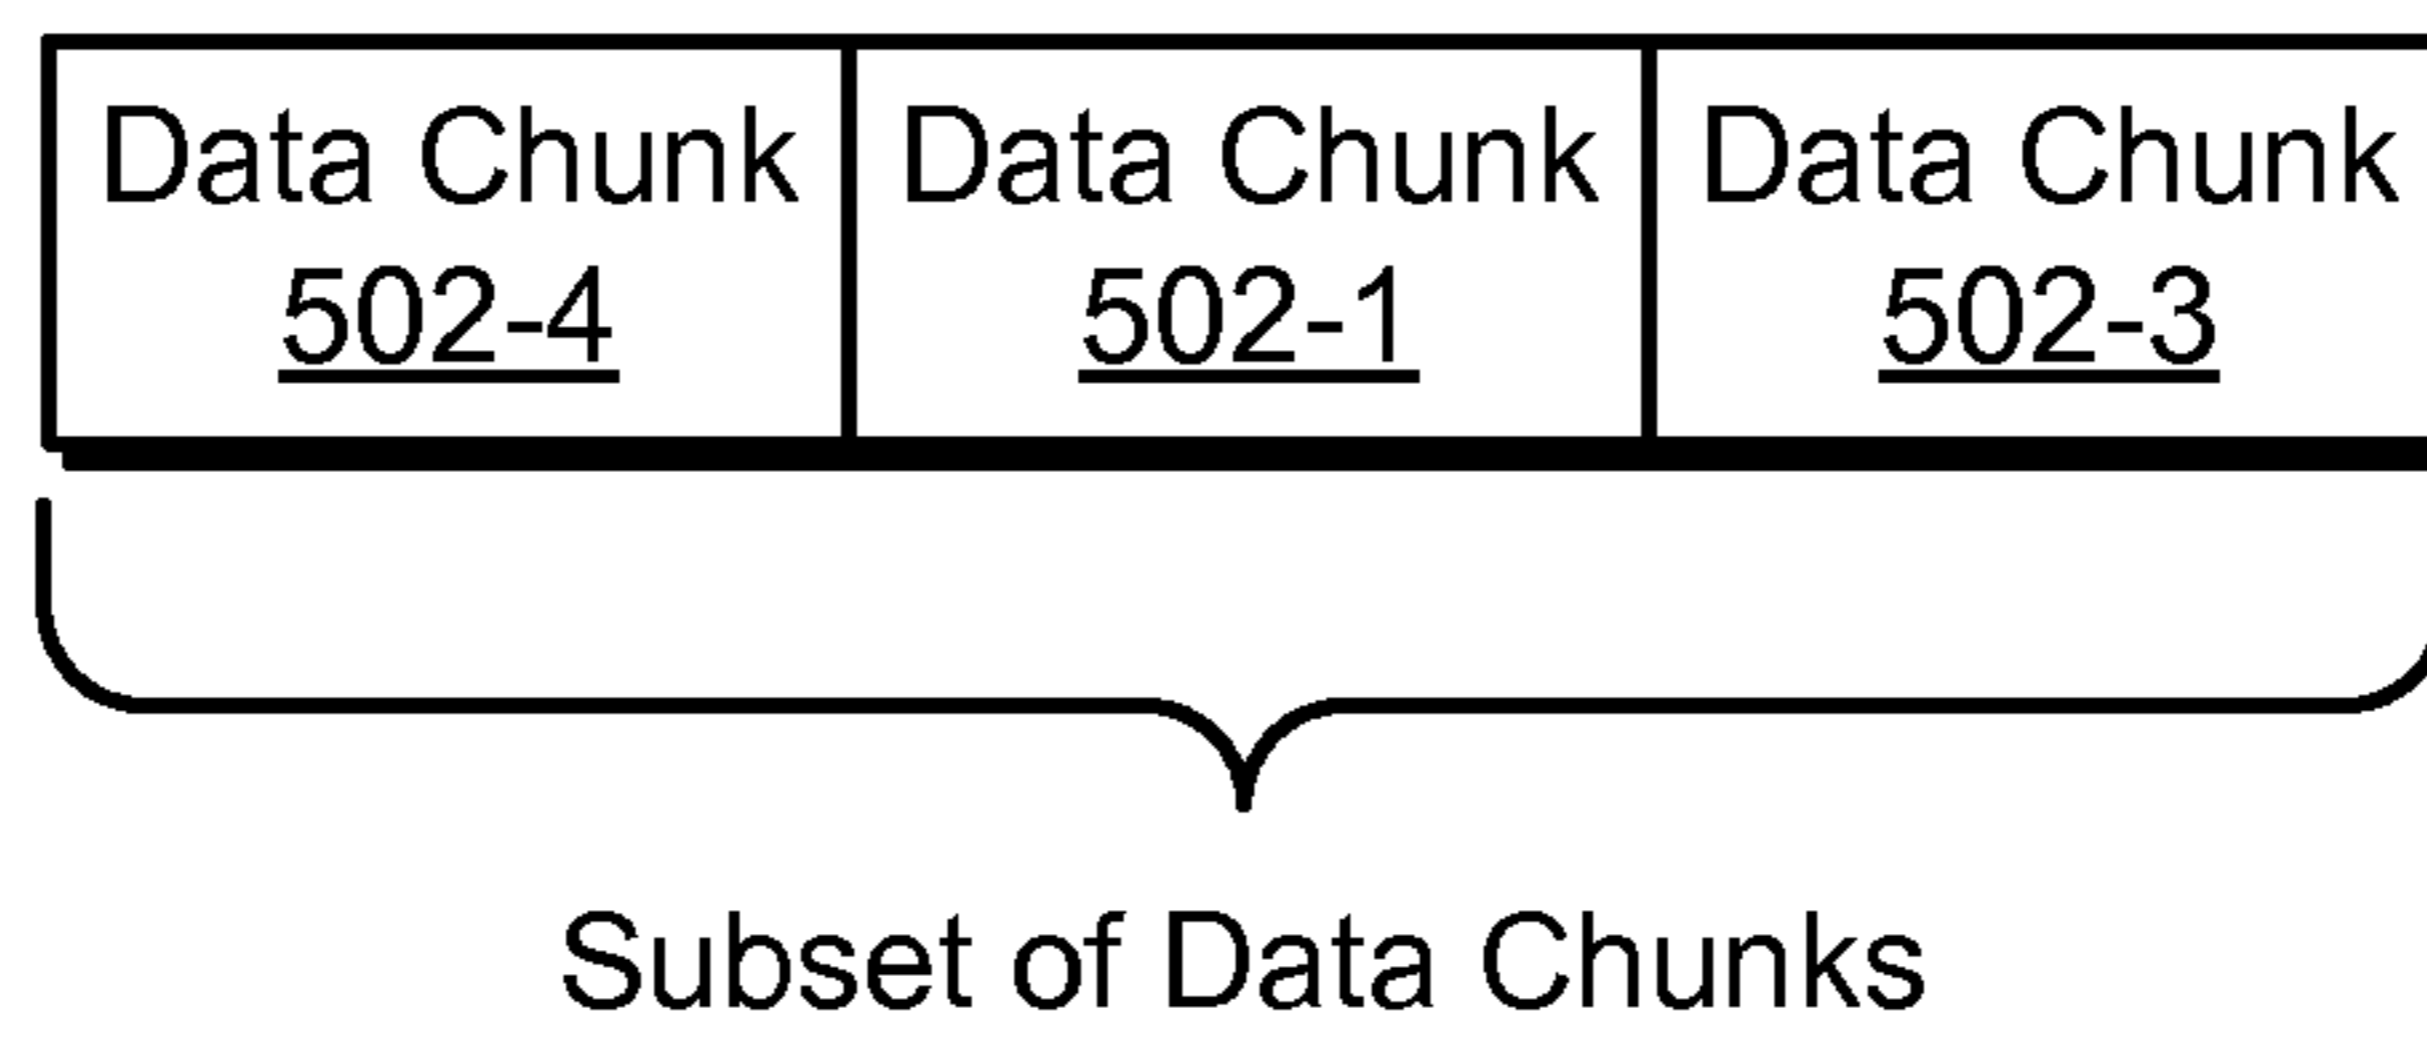 Data Chunk Data Chunk Data Chunk
502-4 502-1 502-3
Subset of Data Chunks